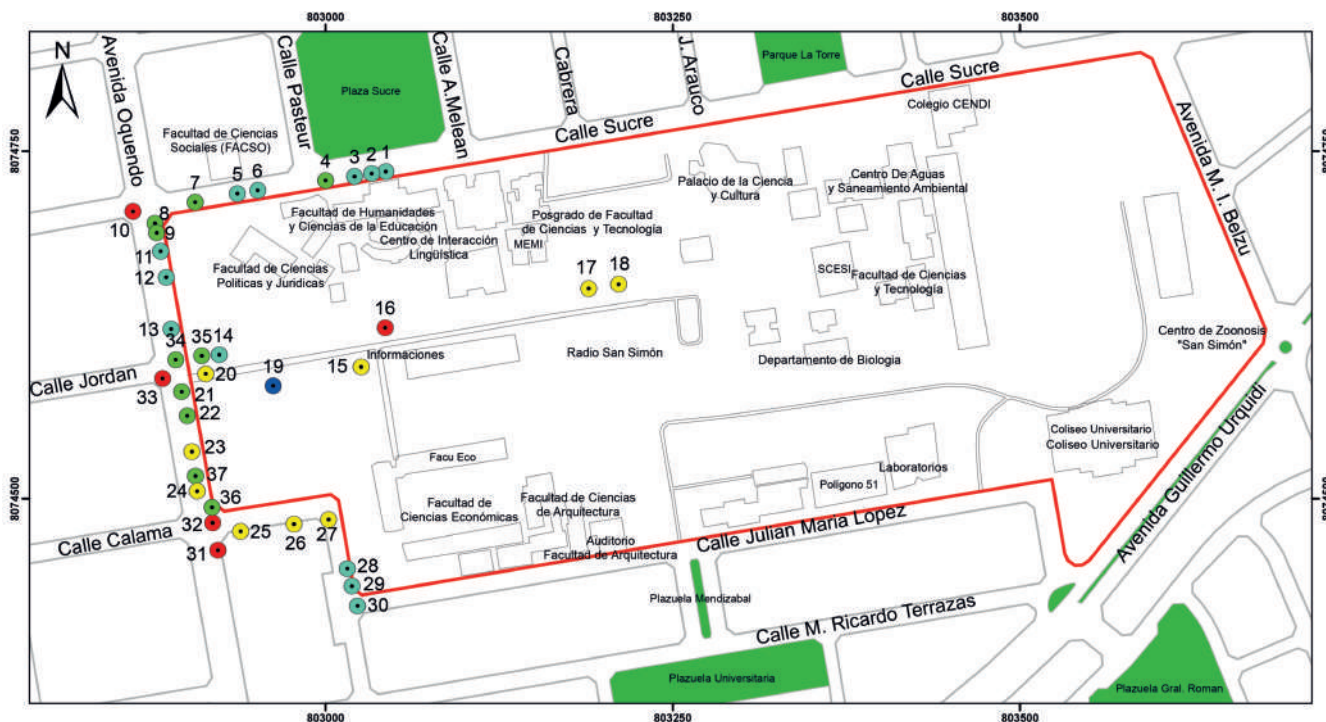 803000
803250
803500
N
Avenida Oquendo
Calle Pasteur
Plaza Sucre
Calle A.Melean
Cabrera
J. Arauco
Parque La Torre
Calle Sucre
Calle Sucre
Colegio CENDI
Avenida M. I. Belzu
8074750
8074750
Facultad de Ciencias
Sociales (FACSO)
4
3
2
1
5
6
7
8
9
10
11
12
13
34
35
14
33
20
19
21
22
23
37
24
36
32
31
25
26
27
28
29
30
15
16
17
18
Facultad de Humanidades
y Ciencias de la Educación
Centro de Interacción
Lingüística
Facultad de Ciencias
Politicas y Juridicas
Posgrado de Facultad
de Ciencias y Tecnología
MEMI
Palacio de la Ciencia
y Cultura
Centro De Aguas
y Saneamiento Ambiental
SCESI
Facultad de Ciencias
y Tecnología
Centro de Zoonosis
"San Simón"
Informaciones
Radio San Simón
Departamento de Biologia
Calle Jordan
Coliseo Universitario
Coliseo Universitario
Facu Eco
Laboratorios
Polígono 51
Facultad de
Ciencias Económicas
Facultad de Ciencias
de Arquitectura
Auditorio
Facultad de Arquitectura
Calle Calama
Calle Julian Maria Lopez
Avenida Guillermo Urquidi
8074500
8074500
Plazuela Mendizabal
Calle M. Ricardo Terrazas
Plazuela Universitaria
Plazuela Gral. Roman
803000
803250
803500